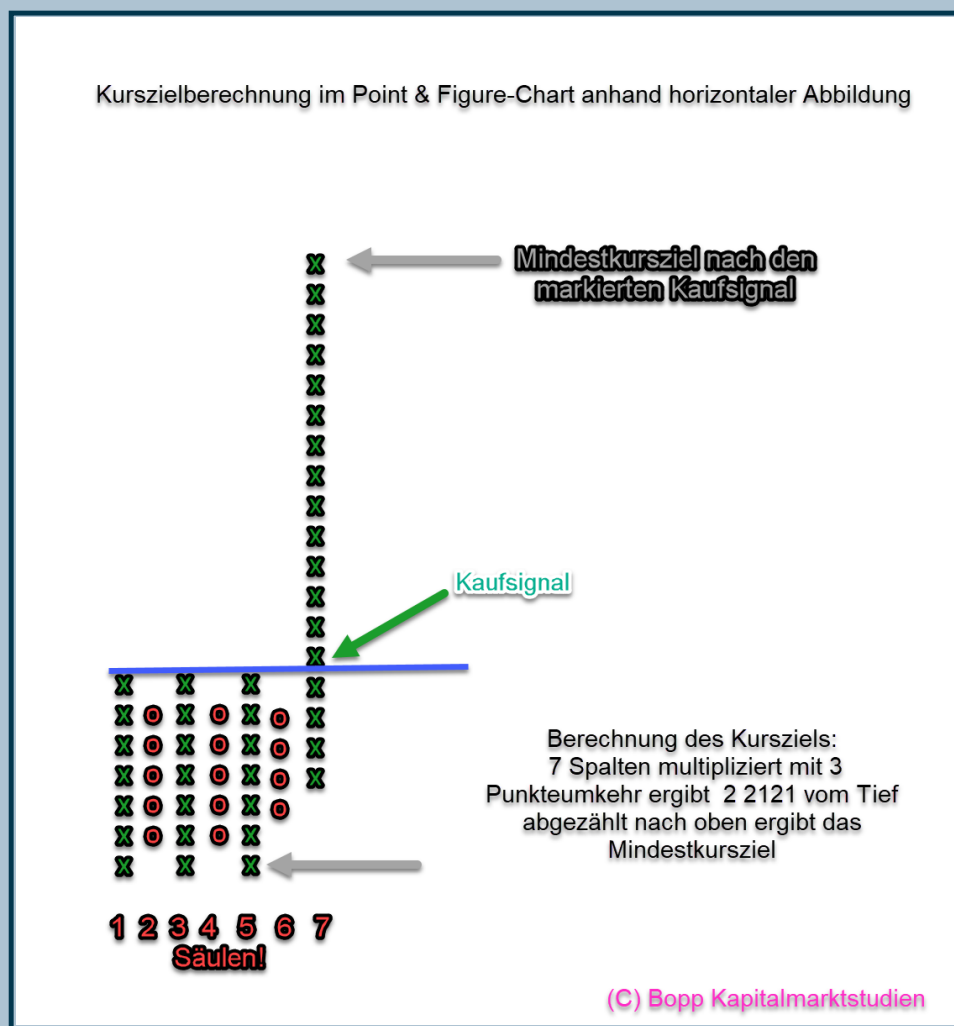 Kurszielberechnung im Point & Figure-Chart anhand horizontaler Abbildung
Mindestkursziel nach den
markierten Kaufsignal
X
X
X
X
X
X
X
X
X
X
X
X
X
Kaufsignal
X
X X X X
X O X O X O X
X O X O X O X
X O X O X O X
X O X O X O
X O X O X
X X X
Berechnung des Kursziels:
7 Spalten multipliziert mit 3
Punkteumkehr ergibt 2 2121 vom Tief
abgezählt nach oben ergibt das
Mindestkursziel
1 2 3 4 5 6 7
Säulen!
(C) Bopp Kapitalmarktstudien